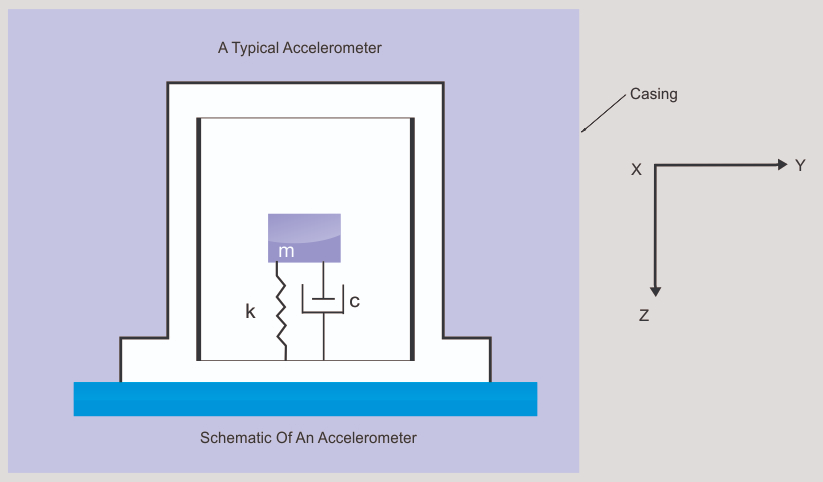 A Typical Accelerometer
Casing
X
Y
Z
m
k
c
Schematic Of An Accelerometer